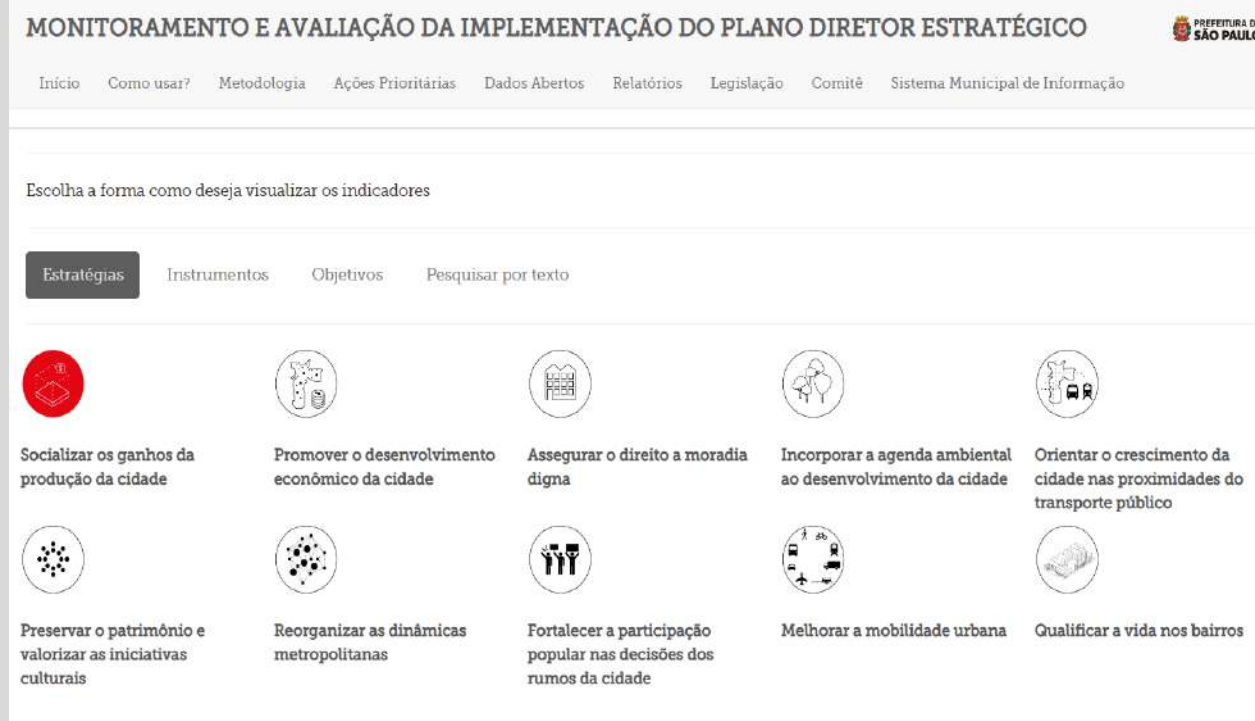 MONITORAMENTO E AVALIAÇÃO DA IMPLEMENTAÇÃO DO PLANO DIRETOR ESTRATÉGICO
PREFEITURA D
SÃO PAULO
Início Como usar? Metodologia Ações Prioritárias Dados Abertos Relatórios Legislação Comitê Sistema Municipal de Informação
Escolha a forma como deseja visualizar os indicadores
Estratégias Instrumentos Objetivos Pesquisar por texto
Socializar os ganhos da
produção da cidade
Promover o desenvolvimento
econômico da cidade
Assegurar o direito a moradia
digna
Incorporar a agenda ambiental
ao desenvolvimento da cidade
Orientar o crescimento da
cidade nas proximidades do
transporte público
Preservar o patrimônio e
valorizar as iniciativas
culturais
Reorganizar as dinâmicas
metropolitanas
Fortalecer a participação
popular nas decisões dos
rumos da cidade
Melhorar a mobilidade urbana
Qualificar a vida nos bairros